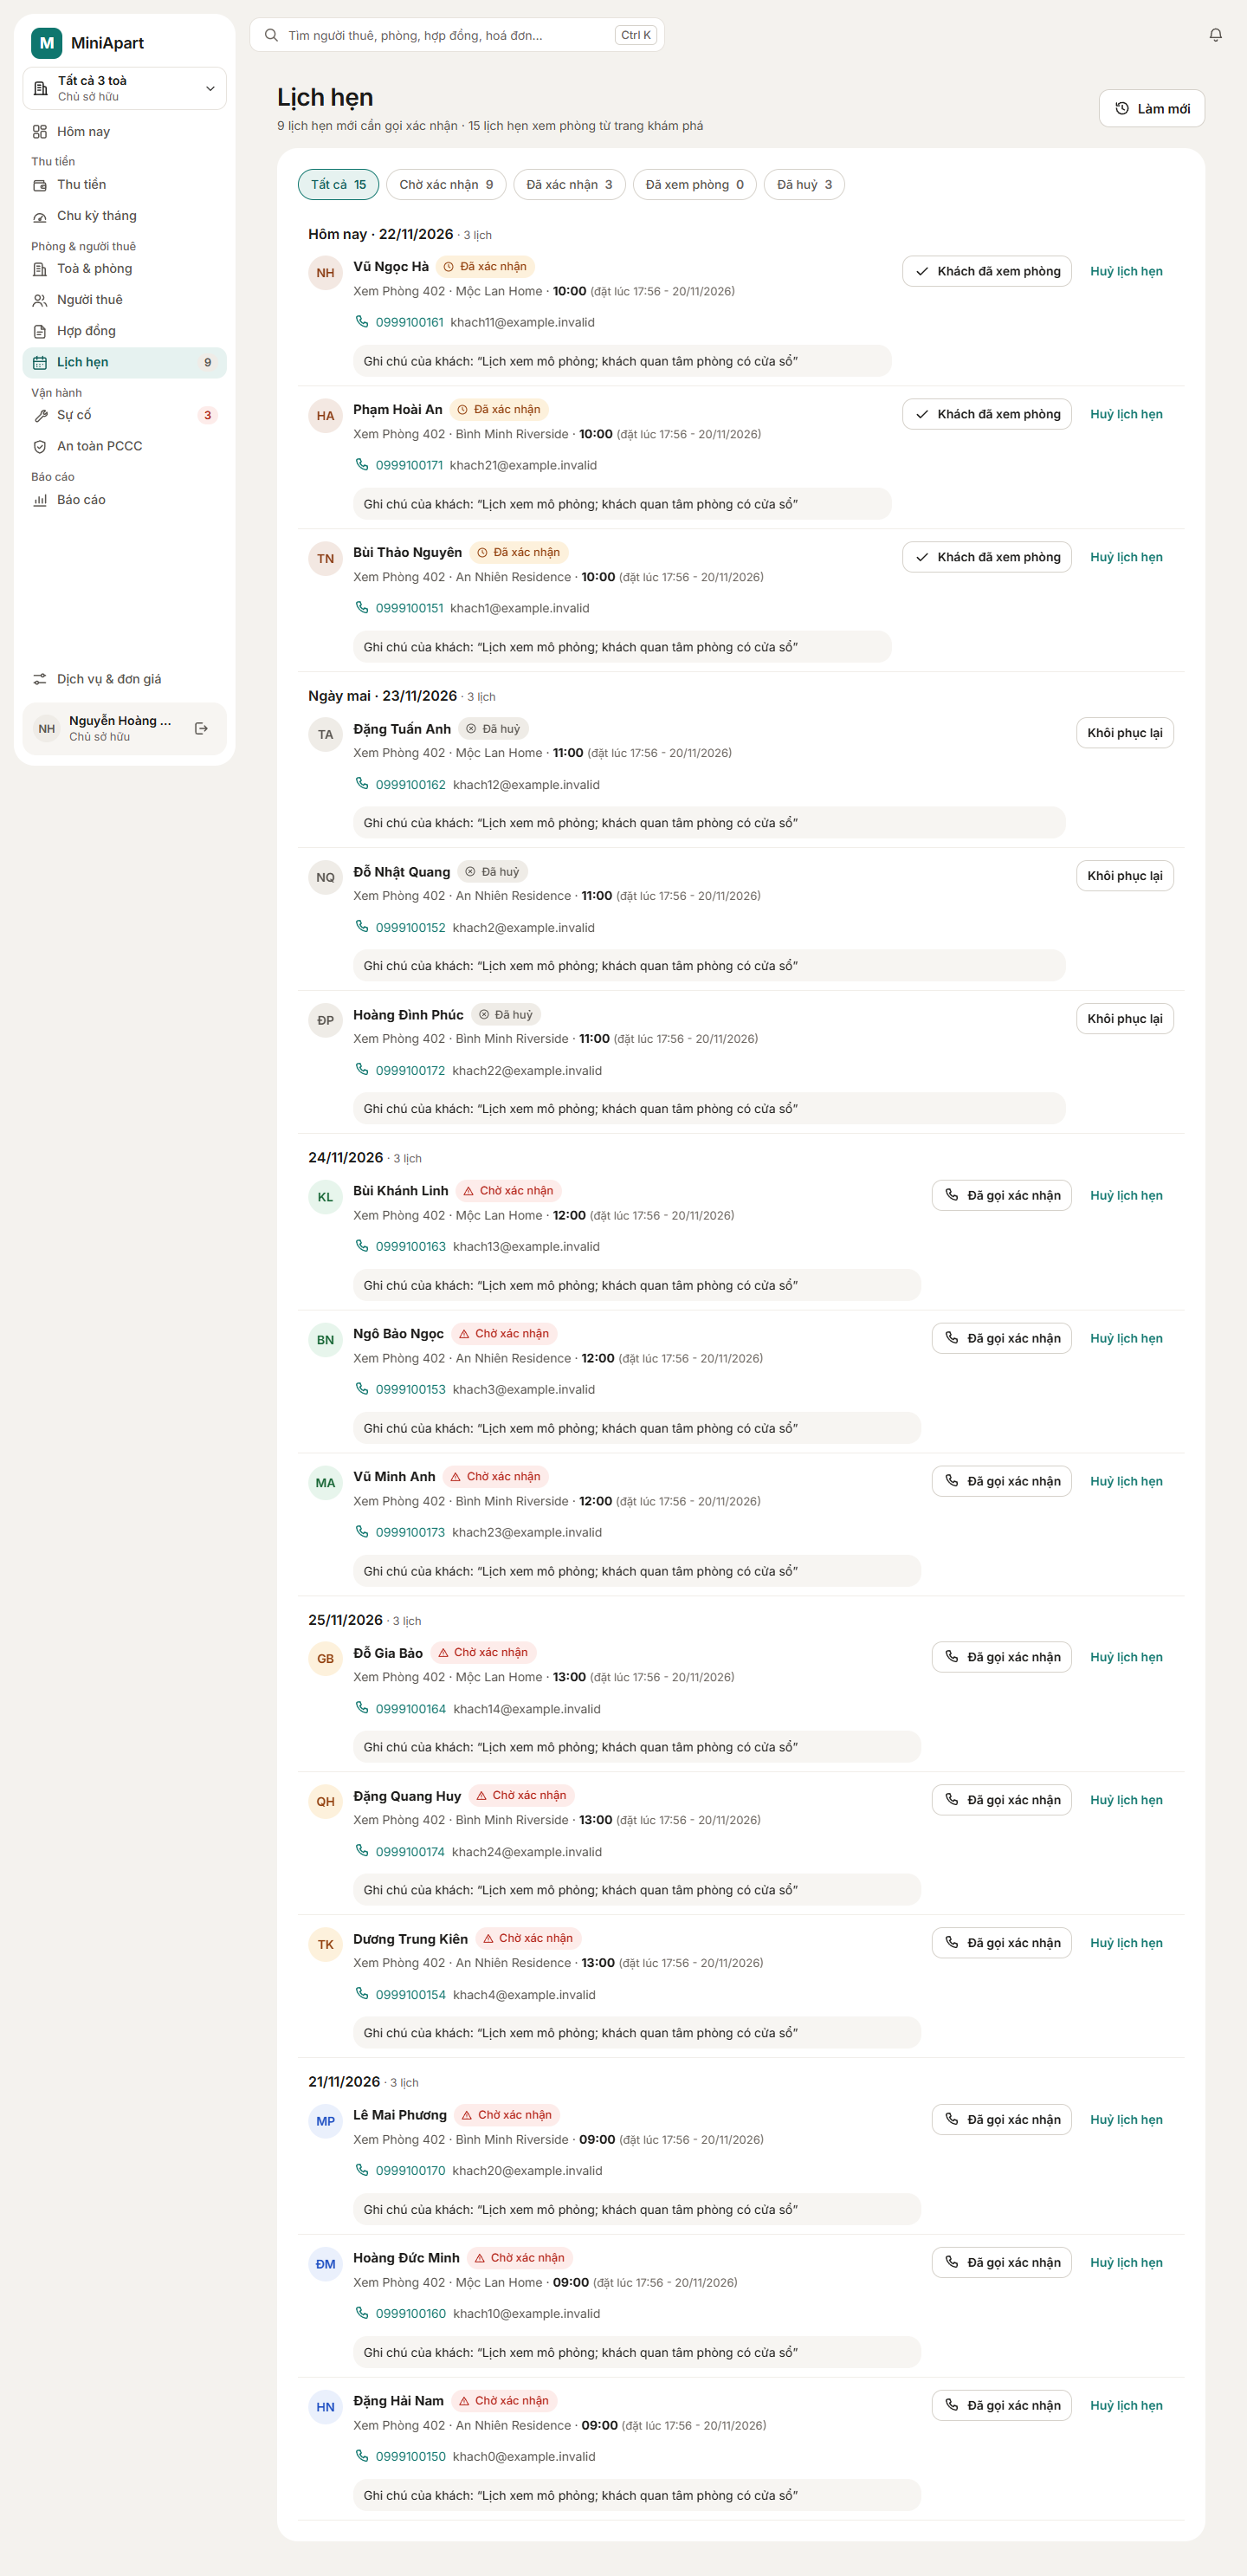 M MiniApart
Tất cả 3 toà
Chủ sở hữu
Hôm nay
Thu tiền
Thu tiền
Chu kỳ tháng
Phòng & người thuê
Toà & phòng
Người thuê
Hợp đồng
Lịch hẹn 9
Vận hành
Sự cố 3
An toàn PCCC
Báo cáo
Báo cáo
Dịch vụ & đơn giá
NH Nguyễn Hoàng ...
Chủ sở hữu
Tìm người thuê, phòng, hợp đồng, hoá đơn... Ctrl K
Lịch hẹn
9 lịch hẹn mới cần gọi xác nhận · 15 lịch hẹn xem phòng từ trang khám phá
Làm mới
Tất cả 15 Chờ xác nhận 9 Đã xác nhận 3 Đã xem phòng 0 Đã huỷ 3
Hôm nay · 22/11/2026 · 3 lịch
NH Vũ Ngọc Hà Đã xác nhận Khách đã xem phòng Huỷ lịch hẹn
Xem Phòng 402 · Mộc Lan Home · 10:00 (đặt lúc 17:56 - 20/11/2026)
0999100161 khach11@example.invalid
Ghi chú của khách: “Lịch xem mô phỏng; khách quan tâm phòng có cửa sổ”
HA Phạm Hoài An Đã xác nhận Khách đã xem phòng Huỷ lịch hẹn
Xem Phòng 402 · Bình Minh Riverside · 10:00 (đặt lúc 17:56 - 20/11/2026)
0999100171 khach21@example.invalid
Ghi chú của khách: “Lịch xem mô phỏng; khách quan tâm phòng có cửa sổ”
TN Bùi Thảo Nguyên Đã xác nhận Khách đã xem phòng Huỷ lịch hẹn
Xem Phòng 402 · An Nhiên Residence · 10:00 (đặt lúc 17:56 - 20/11/2026)
0999100151 khach1@example.invalid
Ghi chú của khách: “Lịch xem mô phỏng; khách quan tâm phòng có cửa sổ”
Ngày mai · 23/11/2026 · 3 lịch
TA Đặng Tuấn Anh Đã huỷ Khôi phục lại
Xem Phòng 402 · Mộc Lan Home · 11:00 (đặt lúc 17:56 - 20/11/2026)
0999100162 khach12@example.invalid
Ghi chú của khách: “Lịch xem mô phỏng; khách quan tâm phòng có cửa sổ”
NQ Đỗ Nhật Quang Đã huỷ Khôi phục lại
Xem Phòng 402 · An Nhiên Residence · 11:00 (đặt lúc 17:56 - 20/11/2026)
0999100152 khach2@example.invalid
Ghi chú của khách: “Lịch xem mô phỏng; khách quan tâm phòng có cửa sổ”
ĐP Hoàng Đình Phúc Đã huỷ Khôi phục lại
Xem Phòng 402 · Bình Minh Riverside · 11:00 (đặt lúc 17:56 - 20/11/2026)
0999100172 khach22@example.invalid
Ghi chú của khách: “Lịch xem mô phỏng; khách quan tâm phòng có cửa sổ”
24/11/2026 · 3 lịch
KL Bùi Khánh Linh Chờ xác nhận Đã gọi xác nhận Huỷ lịch hẹn
Xem Phòng 402 · Mộc Lan Home · 12:00 (đặt lúc 17:56 - 20/11/2026)
0999100163 khach13@example.invalid
Ghi chú của khách: “Lịch xem mô phỏng; khách quan tâm phòng có cửa sổ”
BN Ngô Bảo Ngọc Chờ xác nhận Đã gọi xác nhận Huỷ lịch hẹn
Xem Phòng 402 · An Nhiên Residence · 12:00 (đặt lúc 17:56 - 20/11/2026)
0999100153 khach3@example.invalid
Ghi chú của khách: “Lịch xem mô phỏng; khách quan tâm phòng có cửa sổ”
MA Vũ Minh Anh Chờ xác nhận Đã gọi xác nhận Huỷ lịch hẹn
Xem Phòng 402 · Bình Minh Riverside · 12:00 (đặt lúc 17:56 - 20/11/2026)
0999100173 khach23@example.invalid
Ghi chú của khách: “Lịch xem mô phỏng; khách quan tâm phòng có cửa sổ”
25/11/2026 · 3 lịch
GB Đỗ Gia Bảo Chờ xác nhận Đã gọi xác nhận Huỷ lịch hẹn
Xem Phòng 402 · Mộc Lan Home · 13:00 (đặt lúc 17:56 - 20/11/2026)
0999100164 khach14@example.invalid
Ghi chú của khách: “Lịch xem mô phỏng; khách quan tâm phòng có cửa sổ”
QH Đặng Quang Huy Chờ xác nhận Đã gọi xác nhận Huỷ lịch hẹn
Xem Phòng 402 · Bình Minh Riverside · 13:00 (đặt lúc 17:56 - 20/11/2026)
0999100174 khach24@example.invalid
Ghi chú của khách: “Lịch xem mô phỏng; khách quan tâm phòng có cửa sổ”
TK Dương Trung Kiên Chờ xác nhận Đã gọi xác nhận Huỷ lịch hẹn
Xem Phòng 402 · An Nhiên Residence · 13:00 (đặt lúc 17:56 - 20/11/2026)
0999100154 khach4@example.invalid
Ghi chú của khách: “Lịch xem mô phỏng; khách quan tâm phòng có cửa sổ”
21/11/2026 · 3 lịch
MP Lê Mai Phương Chờ xác nhận Đã gọi xác nhận Huỷ lịch hẹn
Xem Phòng 402 · Bình Minh Riverside · 09:00 (đặt lúc 17:56 - 20/11/2026)
0999100170 khach20@example.invalid
Ghi chú của khách: “Lịch xem mô phỏng; khách quan tâm phòng có cửa sổ”
ĐM Hoàng Đức Minh Chờ xác nhận Đã gọi xác nhận Huỷ lịch hẹn
Xem Phòng 402 · Mộc Lan Home · 09:00 (đặt lúc 17:56 - 20/11/2026)
0999100160 khach10@example.invalid
Ghi chú của khách: “Lịch xem mô phỏng; khách quan tâm phòng có cửa sổ”
HN Đặng Hải Nam Chờ xác nhận Đã gọi xác nhận Huỷ lịch hẹn
Xem Phòng 402 · An Nhiên Residence · 09:00 (đặt lúc 17:56 - 20/11/2026)
0999100150 khach0@example.invalid
Ghi chú của khách: “Lịch xem mô phỏng; khách quan tâm phòng có cửa sổ”